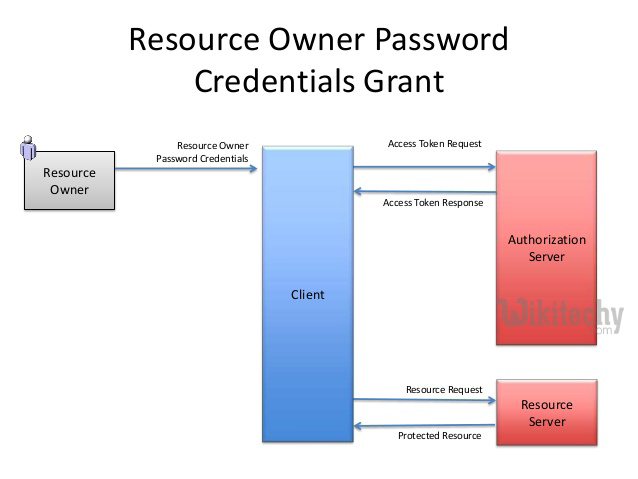 Resource Owner Password
Credentials Grant
Resource Owner
Password Credentials
Access Token Request
Resource
Owner
Access Token Response
Authorization
Server
Client
Wikitechy
.com
Resource Request
Resource
Server
Protected Resource